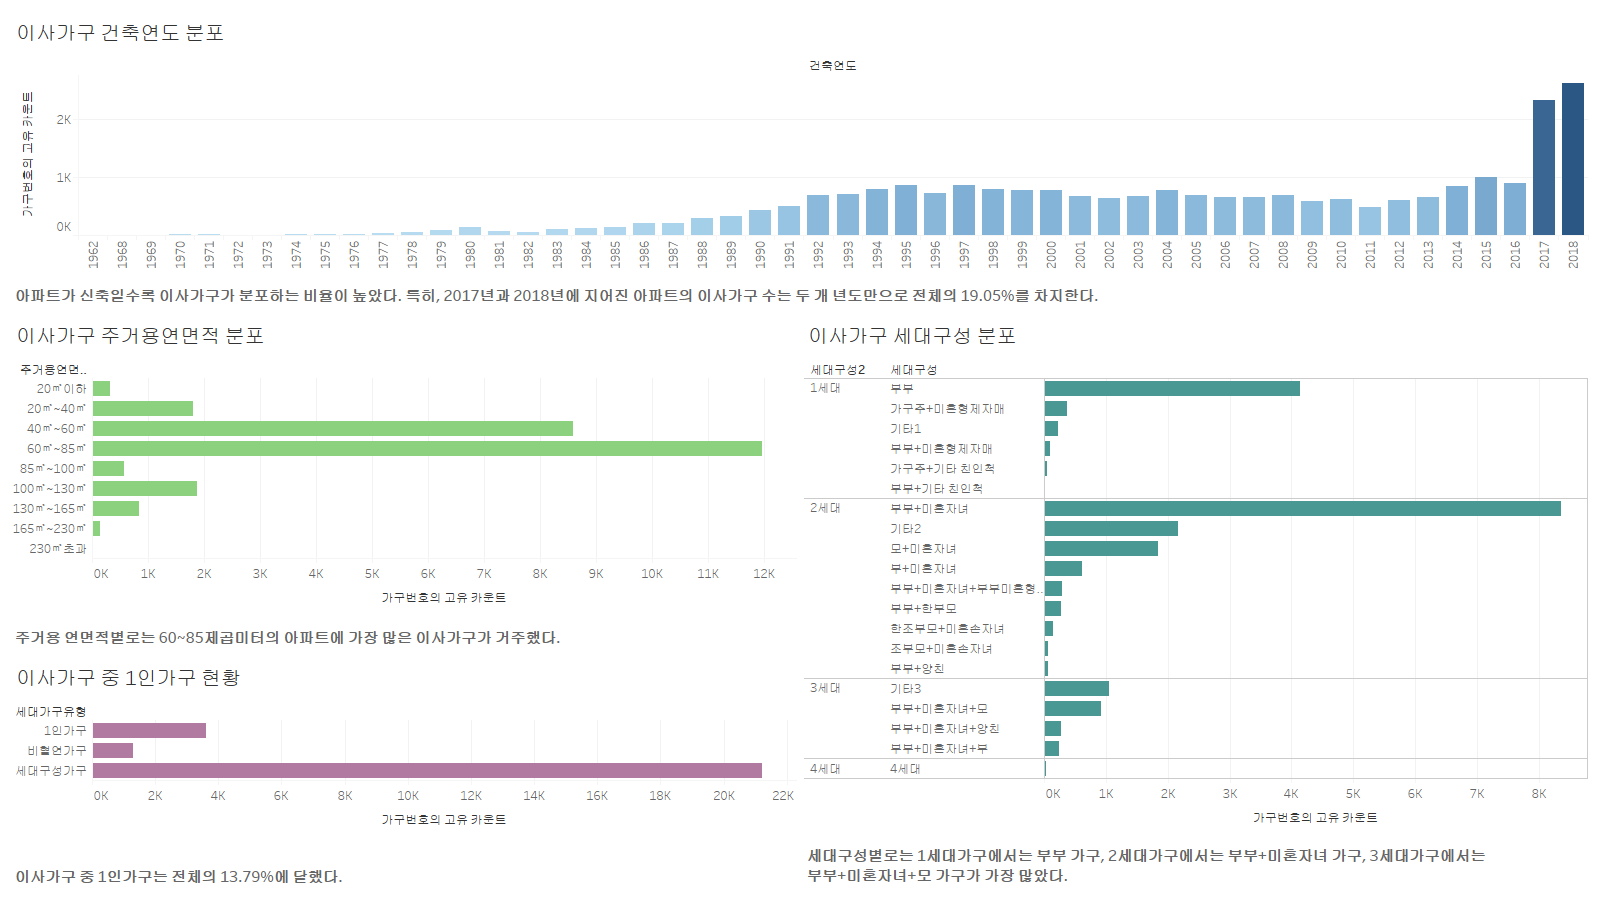 이사가구 건축연도 분포
건축연도
가구번호의 고유 카운트
2K
1K
0K
1962 1968 1969 1970 1971 1972 1973 1974 1975 1976 1977 1978 1979 1980 1981 1982 1983 1984 1985 1986 1987 1988 1989 1990 1991 1992 1993 1994 1995 1996 1997 1998 1999 2000 2001 2002 2003 2004 2005 2006 2007 2008 2009 2010 2011 2012 2013 2014 2015 2016 2017 2018
아파트가 신축일수록 이사가구가 분포하는 비율이 높았다. 특히, 2017년과 2018년에 지어진 아파트의 이사가구 수는 두 개 년도만으로 전체의 19.05%를 차지한다.
이사가구 주거용연면적 분포
주거용연면..
20㎡이하
20㎡~40㎡
40㎡~60㎡
60㎡~85㎡
85㎡~100㎡
100㎡~130㎡
130㎡~165㎡
165㎡~230㎡
230㎡초과
0K 1K 2K 3K 4K 5K 6K 7K 8K 9K 10K 11K 12K
가구번호의 고유 카운트
주거용 연면적별로는 60~85제곱미터의 아파트에 가장 많은 이사가구가 거주했다.
이사가구 중 1인가구 현황
세대가구유형
1인가구
비혈연가구
세대구성가구
0K 2K 4K 6K 8K 10K 12K 14K 16K 18K 20K 22K
가구번호의 고유 카운트
이사가구 중 1인가구는 전체의 13.79%에 달했다.
이사가구 세대구성 분포
세대구성2 세대구성
1세대 부부
가구주+미혼형제자매
기타1
부부+미혼형제자매
가구주+기타 친인척
부부+기타 친인척
2세대 부부+미혼자녀
기타2
모+미혼자녀
부+미혼자녀
부부+미혼자녀+부부미혼형..
부부+한부모
한조부모+미혼손자녀
조부모+미혼손자녀
부부+양친
3세대 기타3
부부+미혼자녀+모
부부+미혼자녀+양친
부부+미혼자녀+부
4세대 4세대
0K 1K 2K 3K 4K 5K 6K 7K 8K
가구번호의 고유 카운트
세대구성별로는 1세대가구에서는 부부 가구, 2세대가구에서는 부부+미혼자녀 가구, 3세대가구에서는
부부+미혼자녀+모 가구가 가장 많았다.